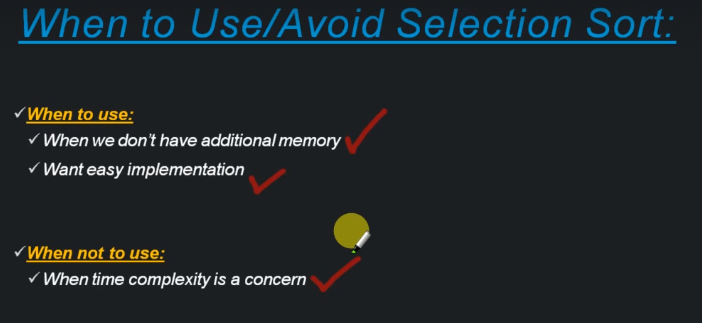 When to Use/Avoid Selection Sort:
When to use:
When we don't have additional memory
Want easy implementation
When not to use:
When time complexity is a concern